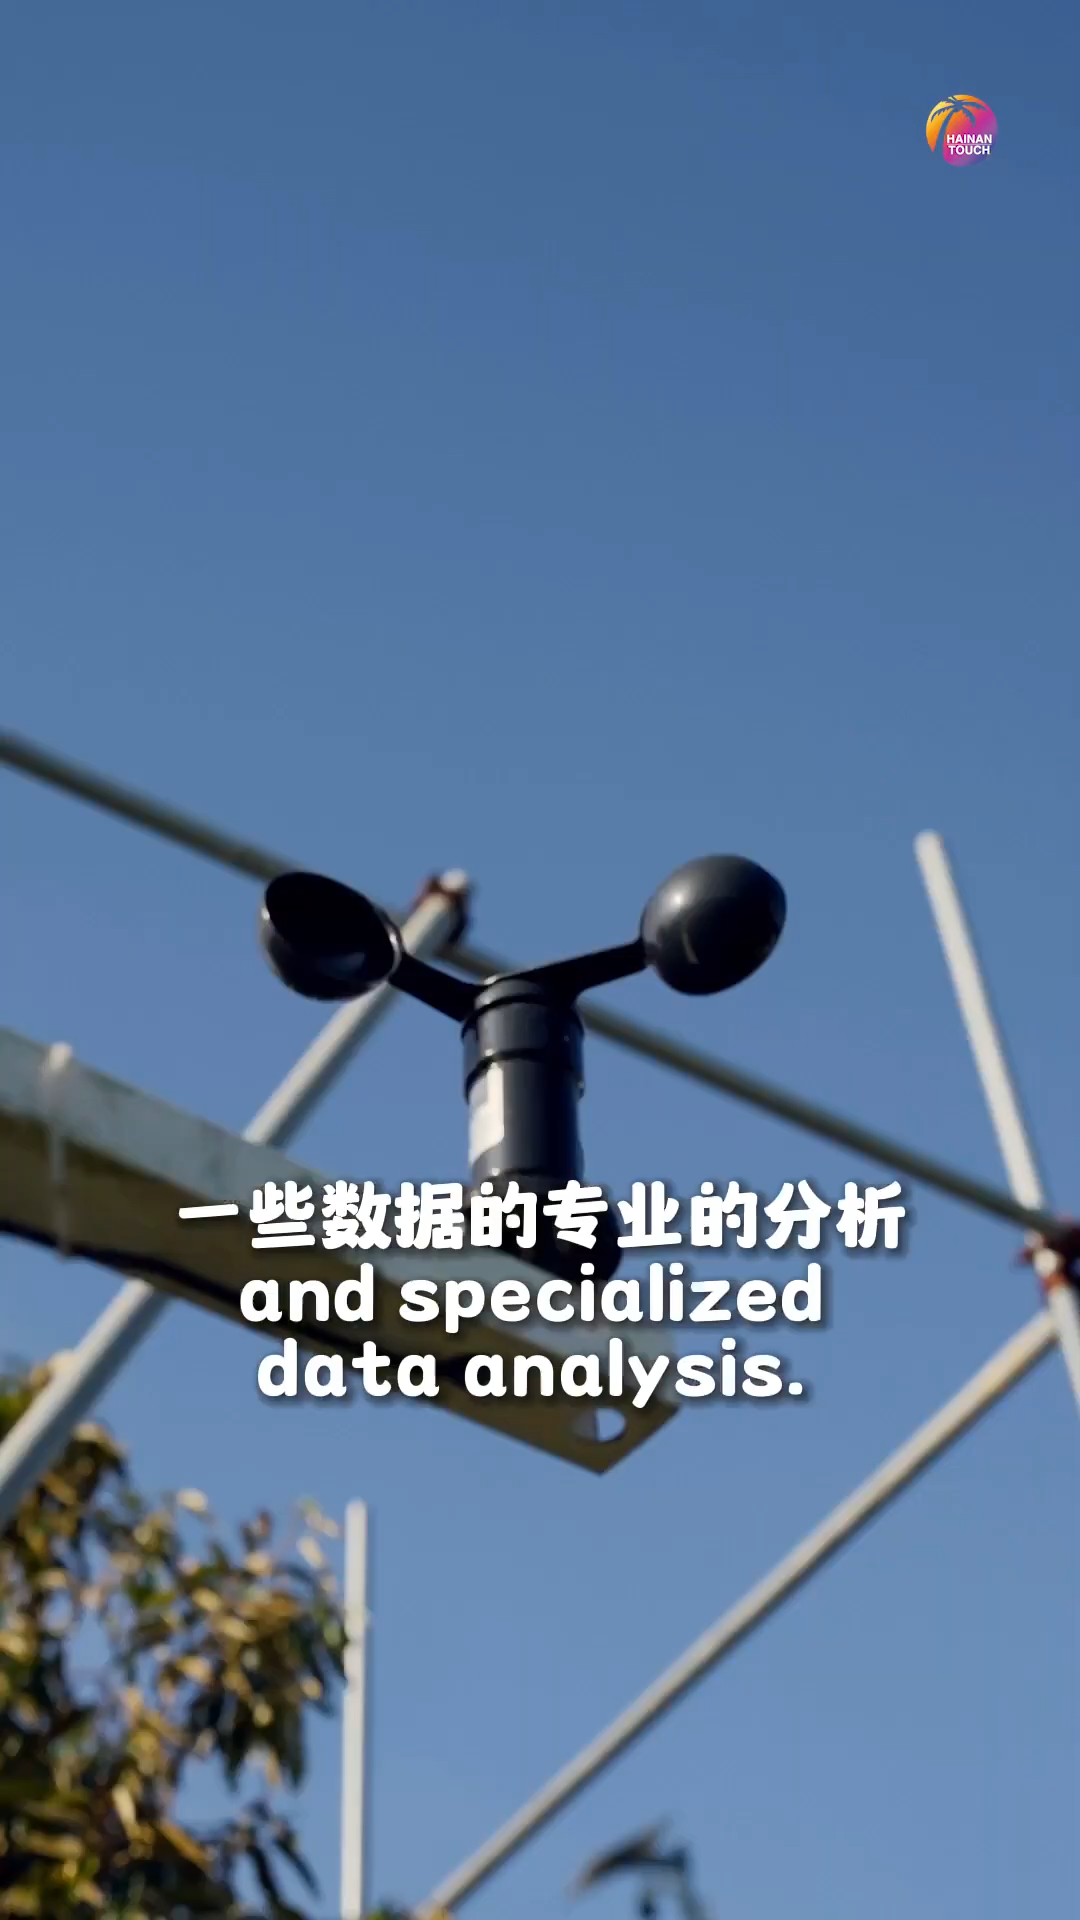 HAINAN
TOUCH
一些数据的专业的分析
and specialized
data analysis.